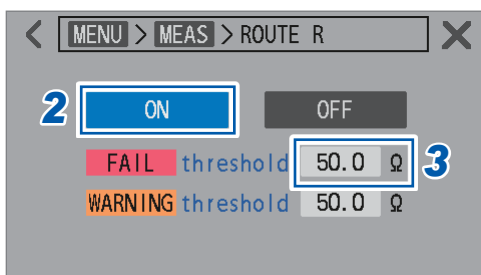 MENU > MEAS > ROUTE R
2 ON OFF
FAIL threshold 50.0 Ω 3
WARNING threshold 50.0 Ω